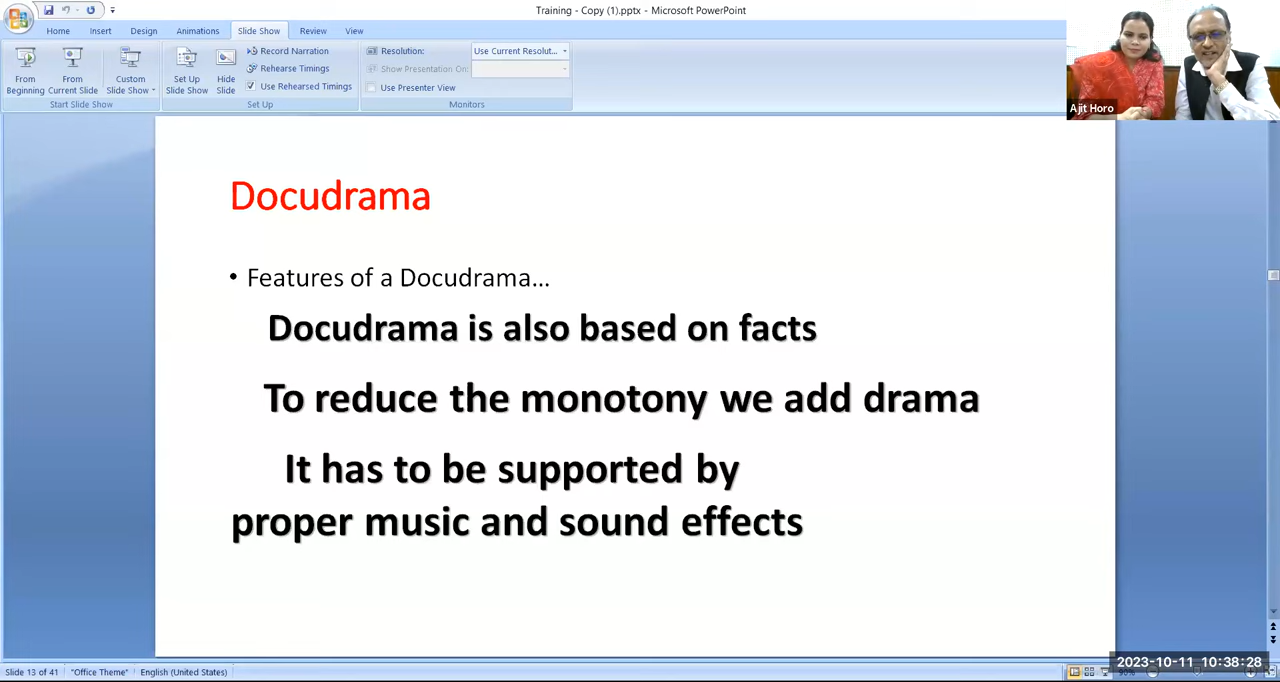 Training - Copy (1).pptx - Microsoft PowerPoint
Home Insert Design Animations Slide Show Review View
From Beginning
From Current Slide
Custom Slide Show
Start Slide Show
Set Up Slide Show
Hide Slide
Record Narration
Rehearse Timings
Use Rehearsed Timings
Set Up
Resolution: Use Current Resolut...
Show Presentation On:
Use Presenter View
Monitors
Ajit Horo
Docudrama
• Features of a Docudrama...
Docudrama is also based on facts
To reduce the monotony we add drama
It has to be supported by
proper music and sound effects
2023-10-11 10:38:28
Slide 13 of 41 "Office Theme" English (United States) 90%